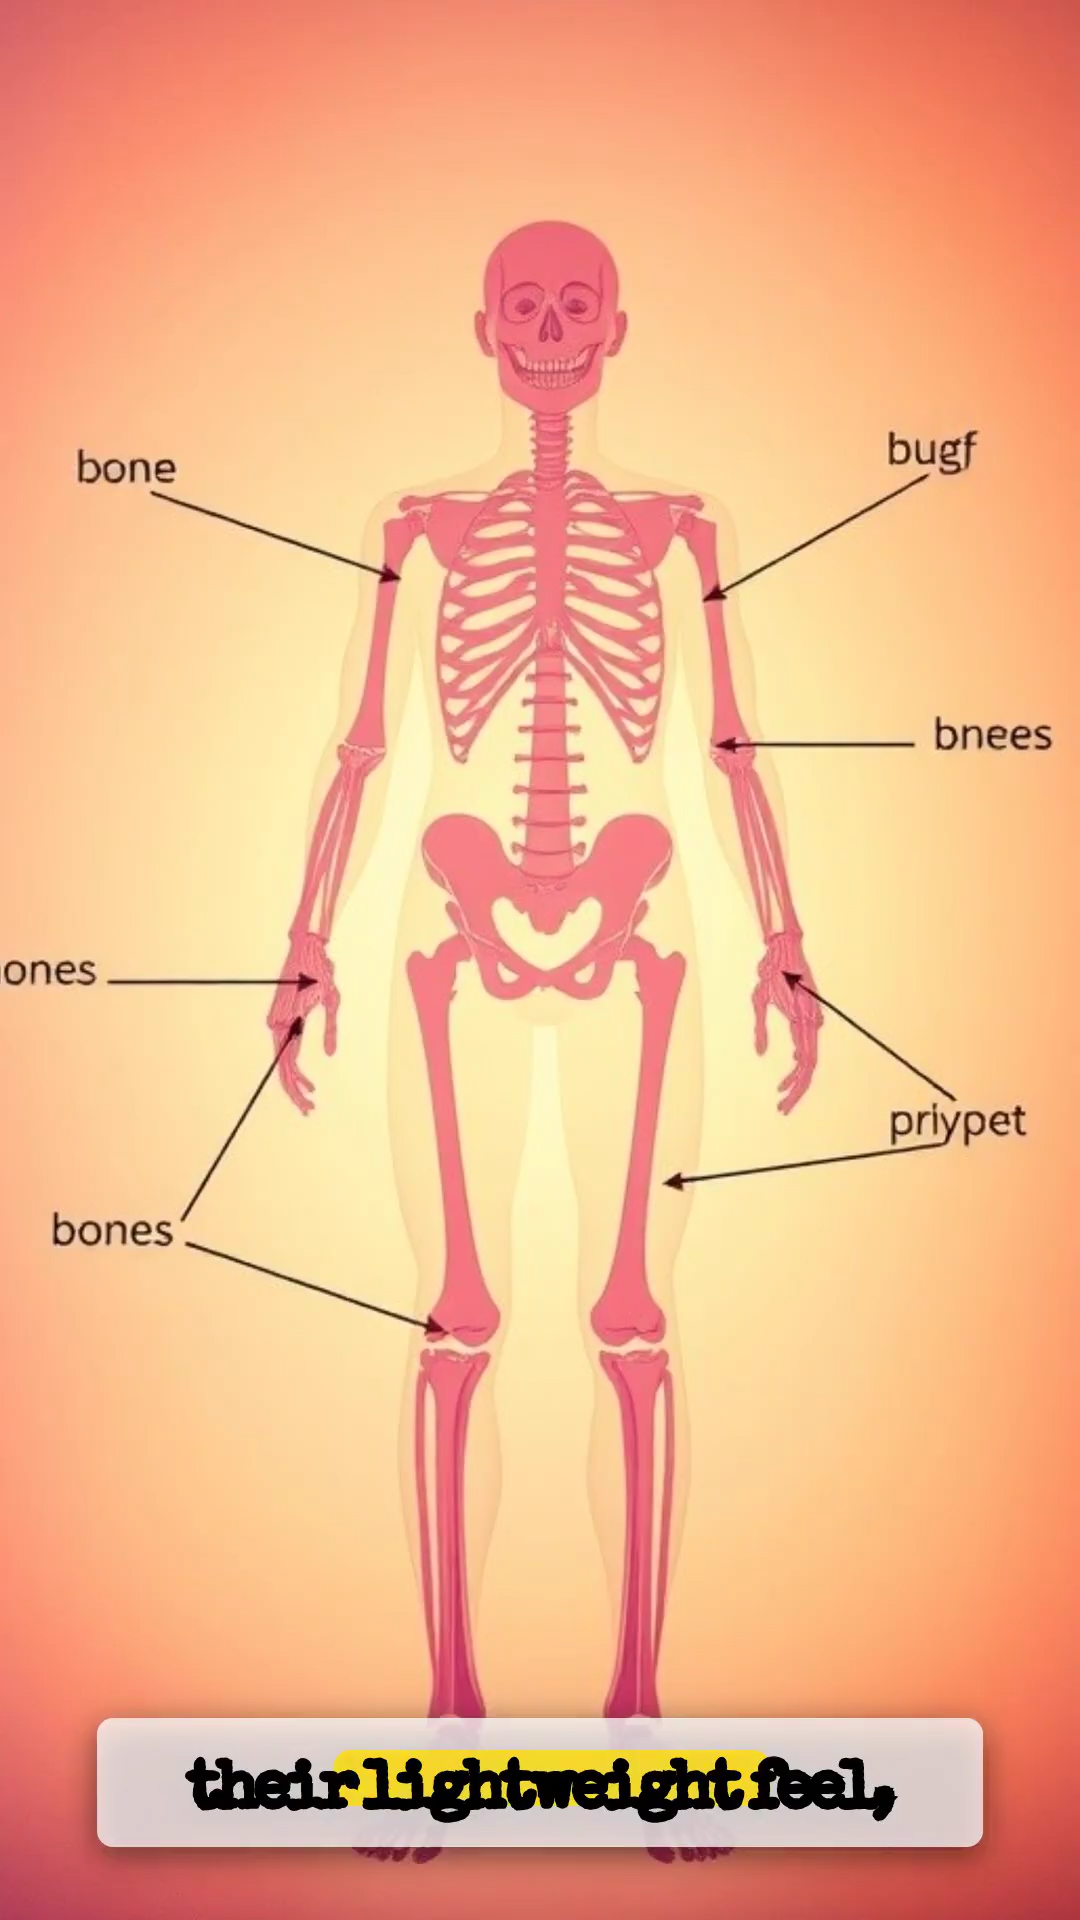 bone
bugf
bnees
ones
priypet
bones
their lightweight feel,